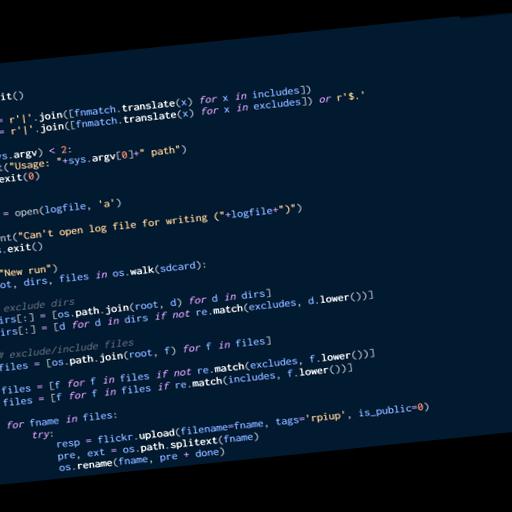 it()
= r'|'.join([fnmatch.translate(x) for x in includes])
= r'|'.join([fnmatch.translate(x) for x in excludes]) or r'$.'
s.argv) < 2:
t("Usage: "+sys.argv[0]+" path")
exit(0)
= open(logfile, 'a')
nt("Can't open log file for writing ("+logfile+")")
.exit()
"New run")
ot, dirs, files in os.walk(sdcard):
exclude dirs
irs[:] = [os.path.join(root, d) for d in dirs]
irs[:] = [d for d in dirs if not re.match(excludes, d.lower())]
# exclude/include files
files = [os.path.join(root, f) for f in files]
files = [f for f in files if not re.match(excludes, f.lower())]
files = [f for f in files if re.match(includes, f.lower())]
for fname in files:
try:
resp = flickr.upload(filename=fname, tags='rpiup', is_public=0)
pre, ext = os.path.splitext(fname)
os.rename(fname, pre + done)